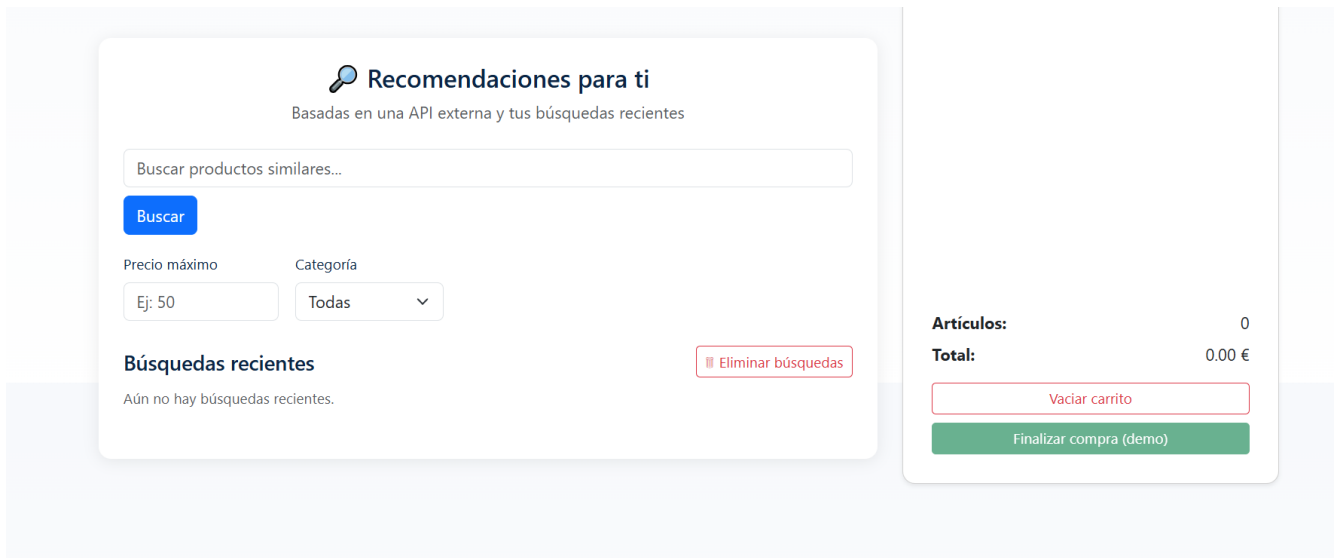 Recomendaciones para ti
Basadas en una API externa y tus búsquedas recientes
Buscar productos similares...
Buscar
Precio máximo Categoría
Ej: 50 Todas
Búsquedas recientes Eliminar búsquedas
Aún no hay búsquedas recientes.
Artículos: 0
Total: 0.00 €
Vaciar carrito
Finalizar compra (demo)